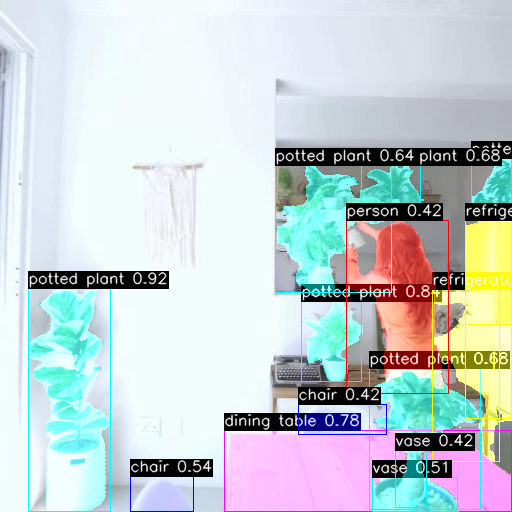 potted plant 0.64
plant 0.68
person 0.42
refrige
potted plant 0.92
refrigerato
potted plant 0.84
potted plant 0.68
chair 0.42
dining table 0.78
vase 0.42
chair 0.54
vase 0.51